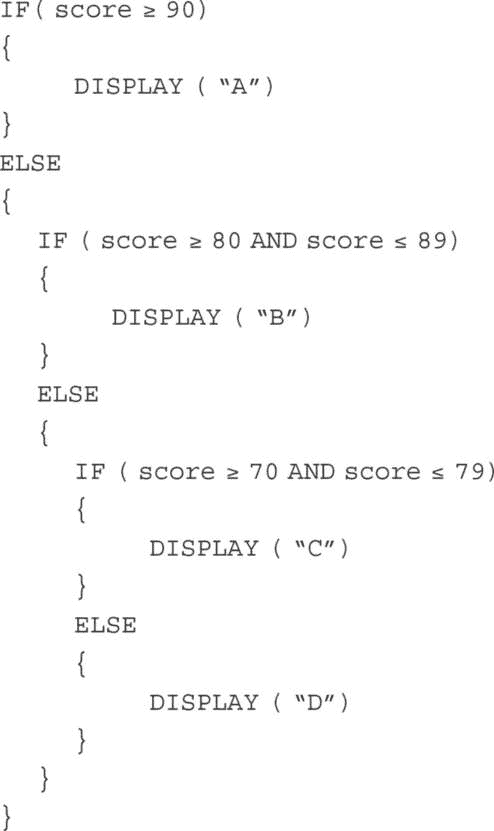 IF( score ≥ 90)
{
DISPLAY ( “A”)
}
ELSE
{
IF ( score ≥ 80 AND score ≤ 89)
{
DISPLAY ( “B”)
}
ELSE
{
IF ( score ≥ 70 AND score ≤ 79)
{
DISPLAY ( “C”)
}
ELSE
{
DISPLAY ( “D”)
}
}
}